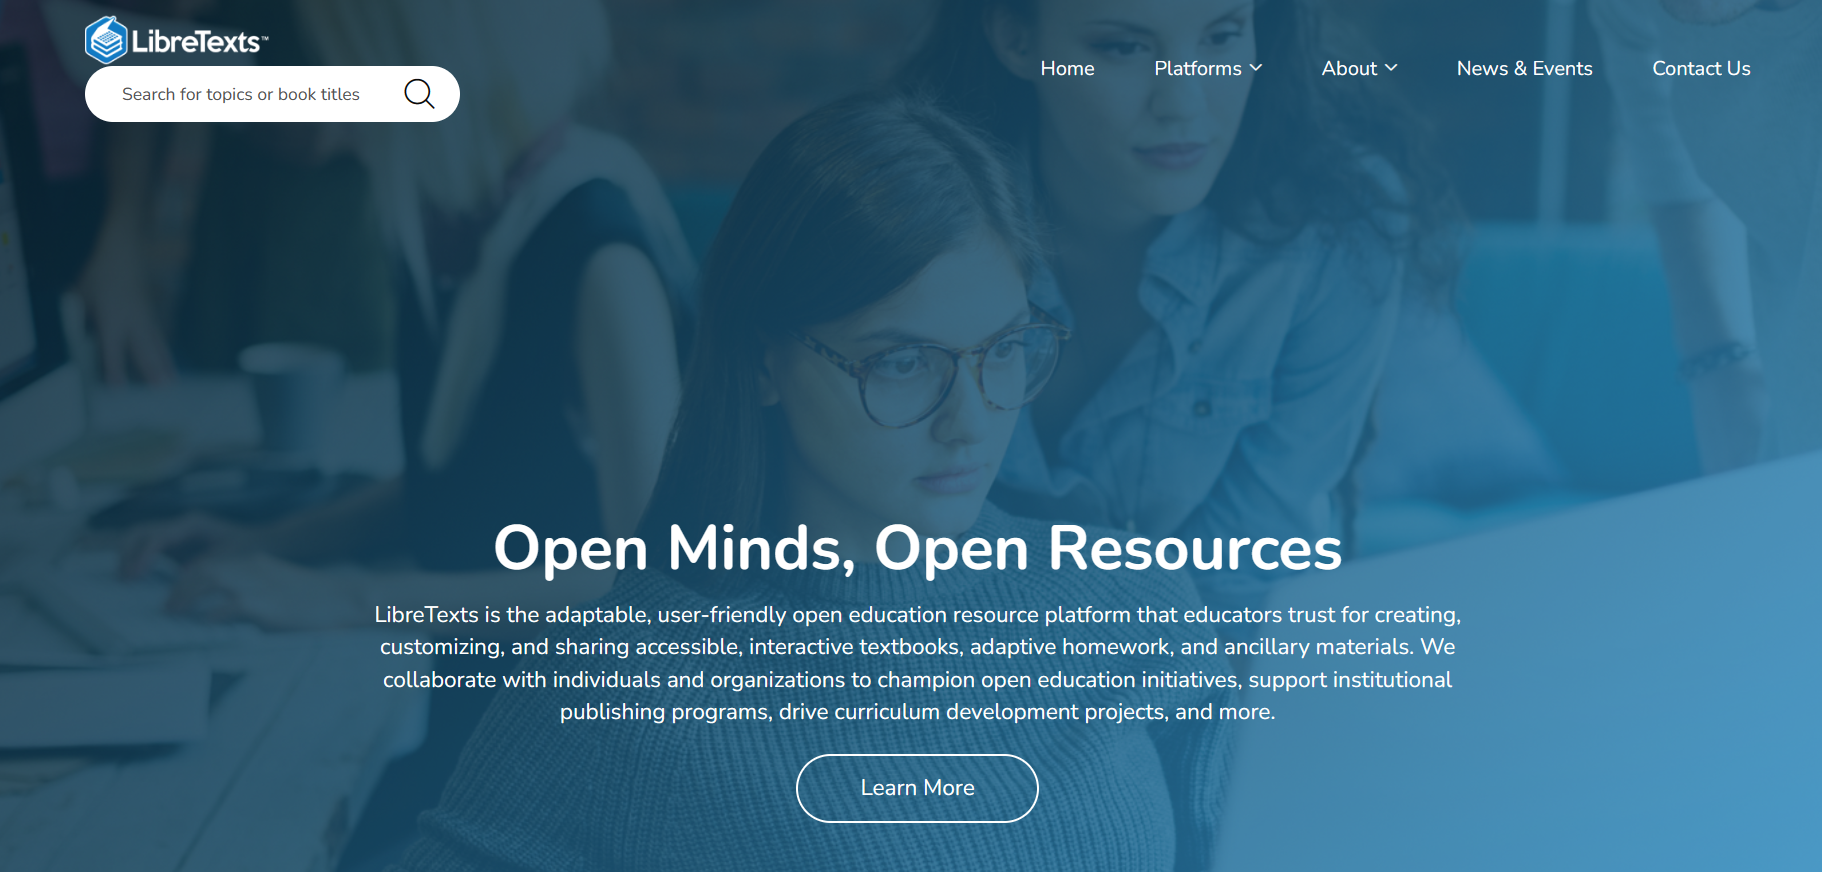 LibreTexts™
Search for topics or book titles
Home
Platforms
About
News & Events
Contact Us
Open Minds, Open Resources
LibreTexts is the adaptable, user-friendly open education resource platform that educators trust for creating,
customizing, and sharing accessible, interactive textbooks, adaptive homework, and ancillary materials. We
collaborate with individuals and organizations to champion open education initiatives, support institutional
publishing programs, drive curriculum development projects, and more.
Learn More